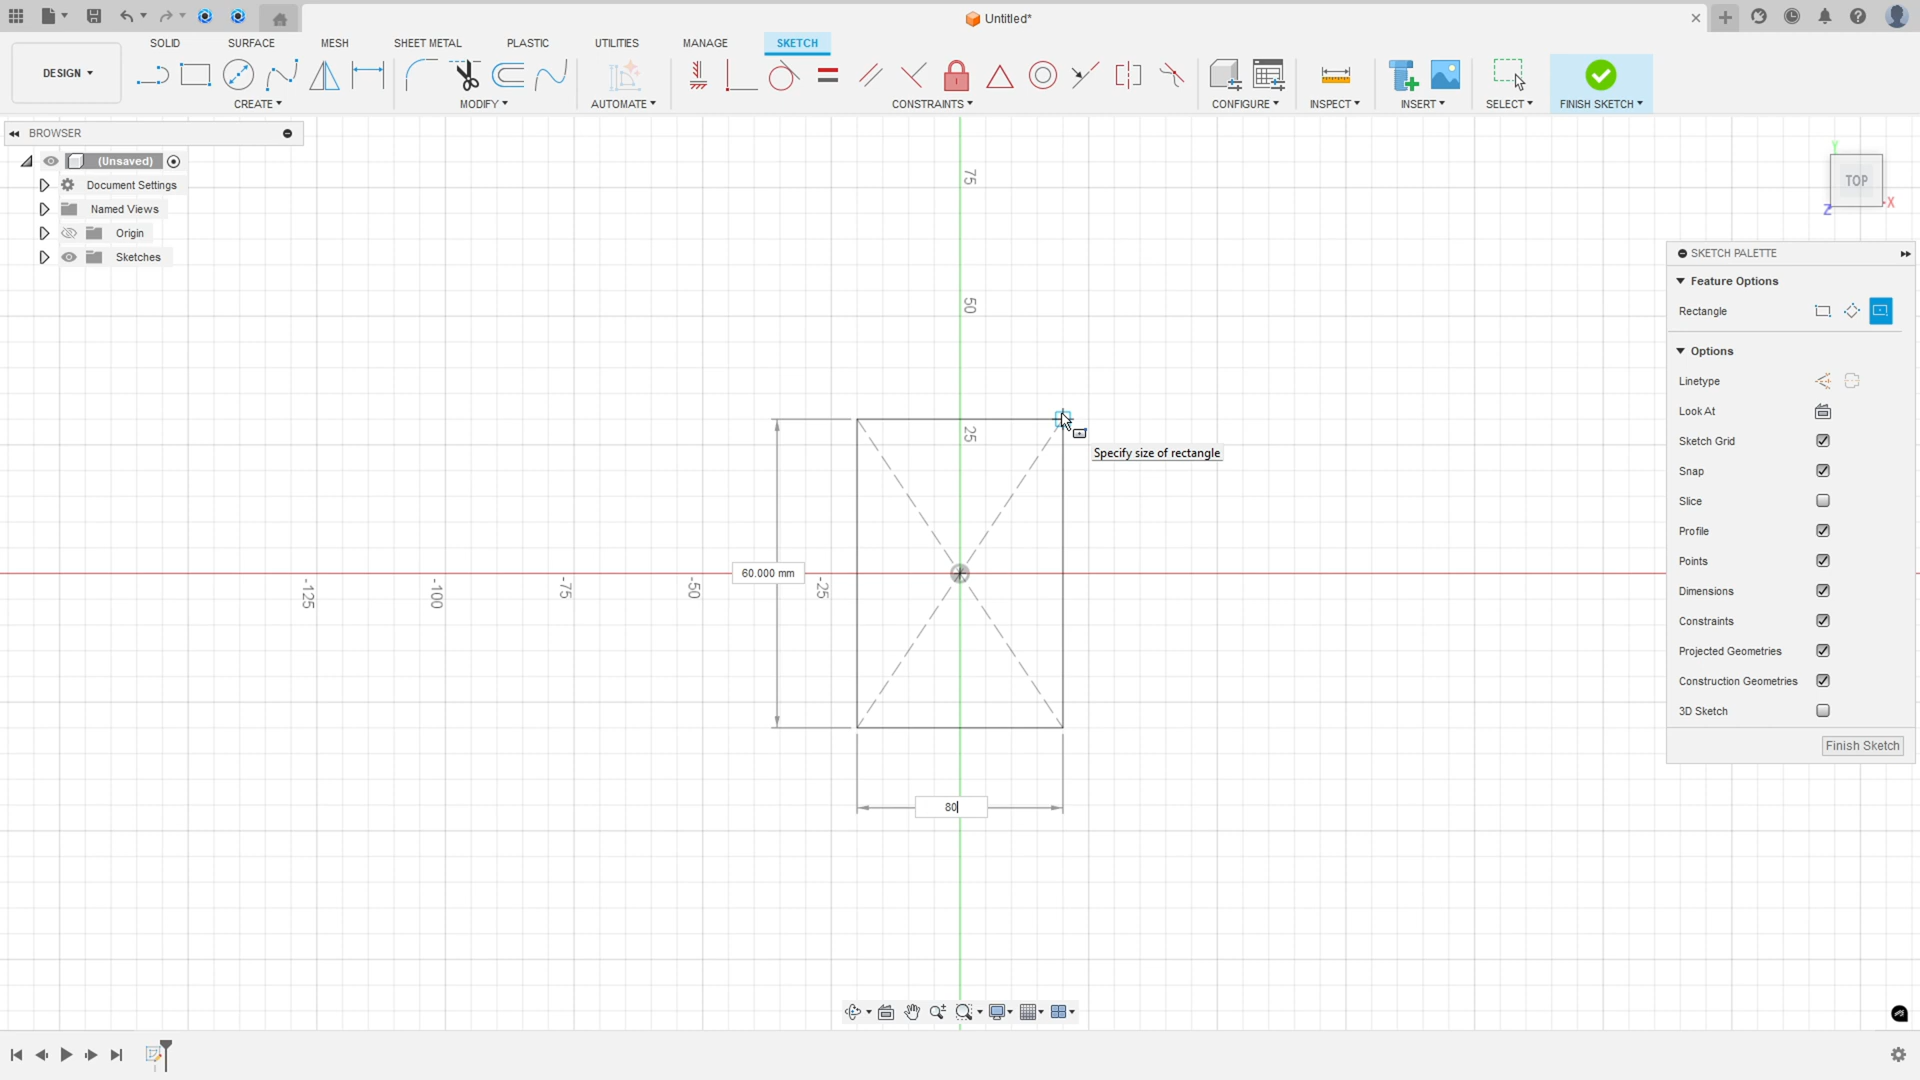 Untitled*
SOLID SURFACE MESH SHEET METAL PLASTIC UTILITIES MANAGE SKETCH
DESIGN
CREATE MODIFY AUTOMATE CONSTRAINTS CONFIGURE INSPECT INSERT SELECT FINISH SKETCH
BROWSER
(Unsaved)
Document Settings
Named Views
Origin
Sketches
75
50
25
-125
-100
-75
-50
-25
TOP
Y
Z
X
Specify size of rectangle
60.000 mm
80
SKETCH PALETTE
Feature Options
Rectangle
Options
Linetype
Look At
Sketch Grid
Snap
Slice
Profile
Points
Dimensions
Constraints
Projected Geometries
Construction Geometries
3D Sketch
Finish Sketch